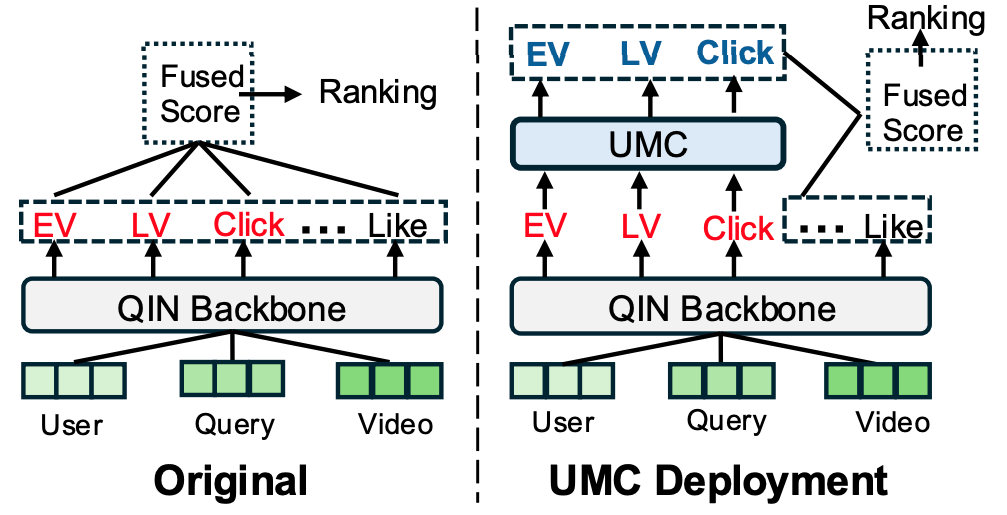 Fused
Score
Ranking
EV LV Click ... Like
QIN Backbone
User Query Video
Original
Ranking
EV LV Click
Fused
Score
UMC
EV LV Click ... Like
QIN Backbone
User Query Video
UMC Deployment